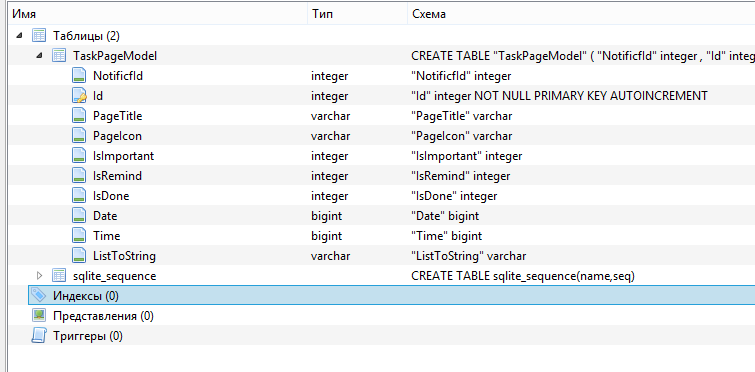 Имя Тип Схема
Таблицы (2)
TaskPageModel CREATE TABLE "TaskPageModel" ( "NotificfId" integer , "Id" integ
NotificfId integer "NotificfId" integer
Id integer "Id" integer NOT NULL PRIMARY KEY AUTOINCREMENT
PageTitle varchar "PageTitle" varchar
PageIcon varchar "PageIcon" varchar
IsImportant integer "IsImportant" integer
IsRemind integer "IsRemind" integer
IsDone integer "IsDone" integer
Date bigint "Date" bigint
Time bigint "Time" bigint
ListToString varchar "ListToString" varchar
sqlite_sequence CREATE TABLE sqlite_sequence(name,seq)
Индексы (0)
Представления (0)
Триггеры (0)